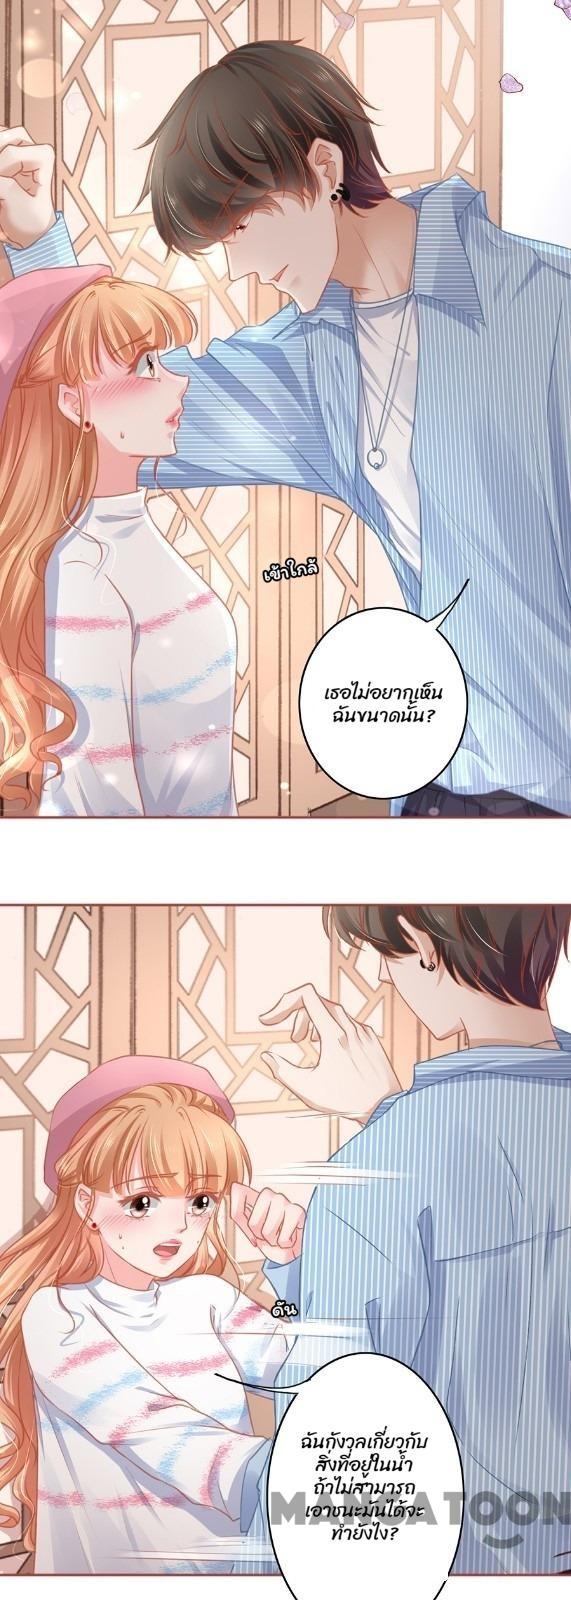 เข้าใกล้
เธอไม่อยากเห็น
ฉันขนาดนั้น?
ดัน
ฉันกังวลเกี่ยวกับ
สิ่งที่อยู่ในน้ำ
ถ้าไม่สามารถ
เอาชนะมันได้จะ
ทำยังไง?
MANGATOON